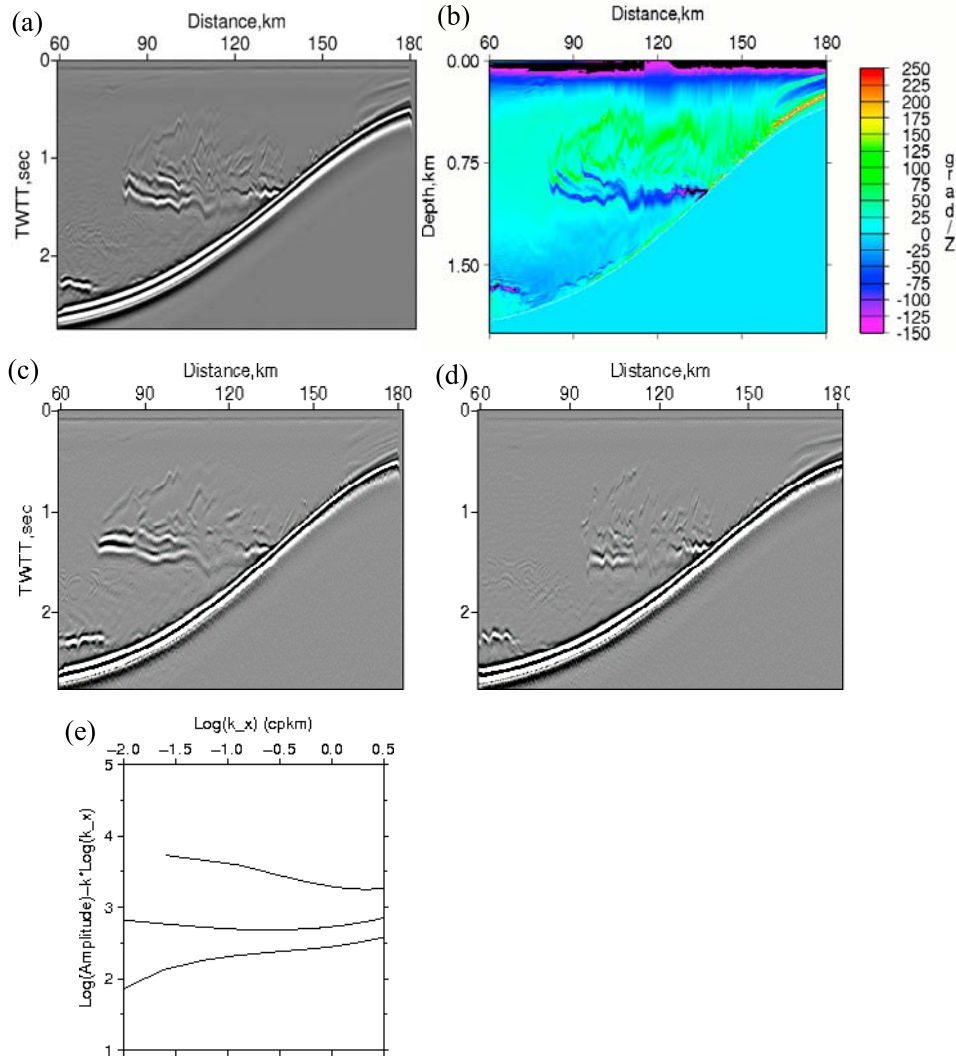 (a)
Distance,km
60 90 120 150 180
0
1
2
TWTT,sec
(b)
Distance,km
60 90 120 150 180
0.00
0.75
1.50
Depth,km
250
225
200
175
150
125
100
75
50
25
0
-25
-50
-75
-100
-125
-150
grad/Z
(c)
Distance,km
60 90 120 150 180
0
1
2
TWTT,sec
(d)
Distance,km
60 90 120 150 180
0
1
2
(e)
Log(k_x) (cpkm)
-2.0 -1.5 -1.0 -0.5 0.0 0.5
5
4
3
2
1
Log(Amplitude)-k*Log(k_x)